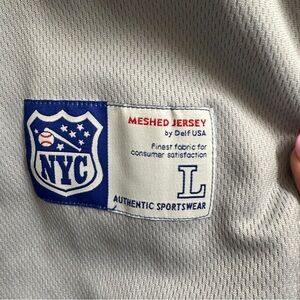 NYC
MESHED JERSEY
by Delf USA
finest fabric for
consumer satisfaction
L
AUTHENTIC SPORTSWEAR